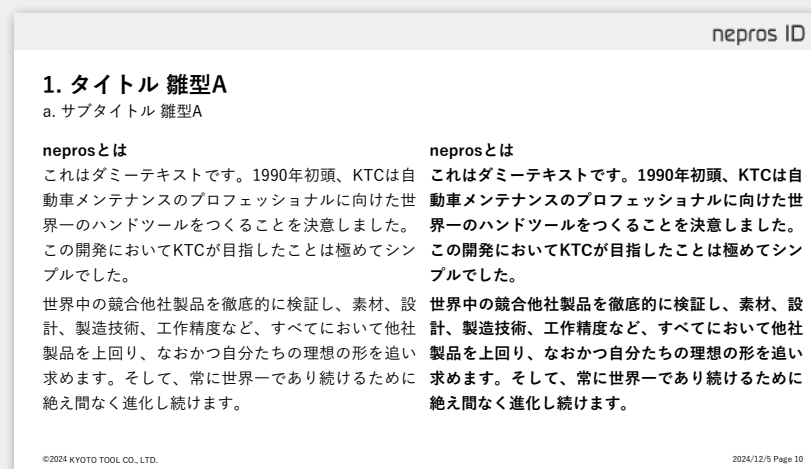 nepros ID
1. タイトル 雛型A
a. サブタイトル 雛型A
neprosとは
これはダミーテキストです。1990年初頭、KTCは自
動車メンテナンスのプロフェッショナルに向けた世
界一のハンドツールをつくることを決意しました。
この開発においてKTCが目指したことは極めてシン
プルでした。
世界中の競合他社製品を徹底的に検証し、素材、設
計、製造技術、工作精度など、すべてにおいて他社
製品を上回り、なおかつ自分たちの理想の形を追い
求めます。そして、常に世界一であり続けるために
絶え間なく進化し続けます。
neprosとは
これはダミーテキストです。1990年初頭、KTCは自
動車メンテナンスのプロフェッショナルに向けた世
界一のハンドツールをつくることを決意しました。
この開発においてKTCが目指したことは極めてシン
プルでした。
世界中の競合他社製品を徹底的に検証し、素材、設
計、製造技術、工作精度など、すべてにおいて他社
製品を上回り、なおかつ自分たちの理想の形を追い
求めます。そして、常に世界一であり続けるために
絶え間なく進化し続けます。
©2024 KYOTO TOOL CO., LTD.
2024/12/5 Page 10